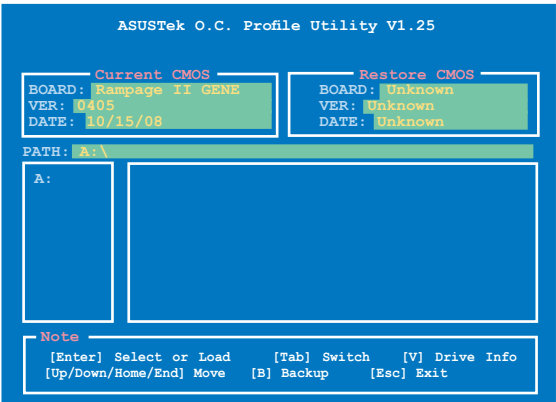 ASUSTek O.C. Profile Utility V1.25
Current CMOS
BOARD: Rampage II GENE
VER: 0405
DATE: 10/15/08
Restore CMOS
BOARD: Unknown
VER: Unknown
DATE: Unknown
PATH: A:\
A:
Note
[Enter] Select or Load [Tab] Switch [V] Drive Info
[Up/Down/Home/End] Move [B] Backup [Esc] Exit